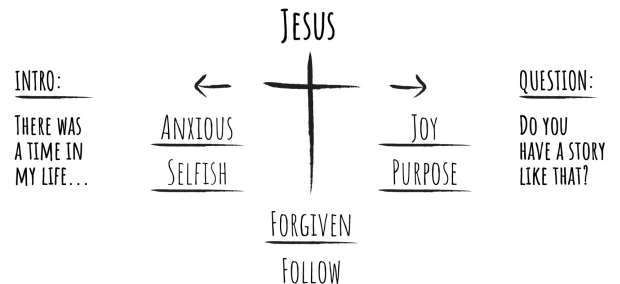 JESUS
INTRO:
THERE WAS
A TIME IN
MY LIFE...
ANXIOUS
SELFISH
JOY
PURPOSE
FORGIVEN
FOLLOW
QUESTION:
DO YOU
HAVE A STORY
LIKE THAT?